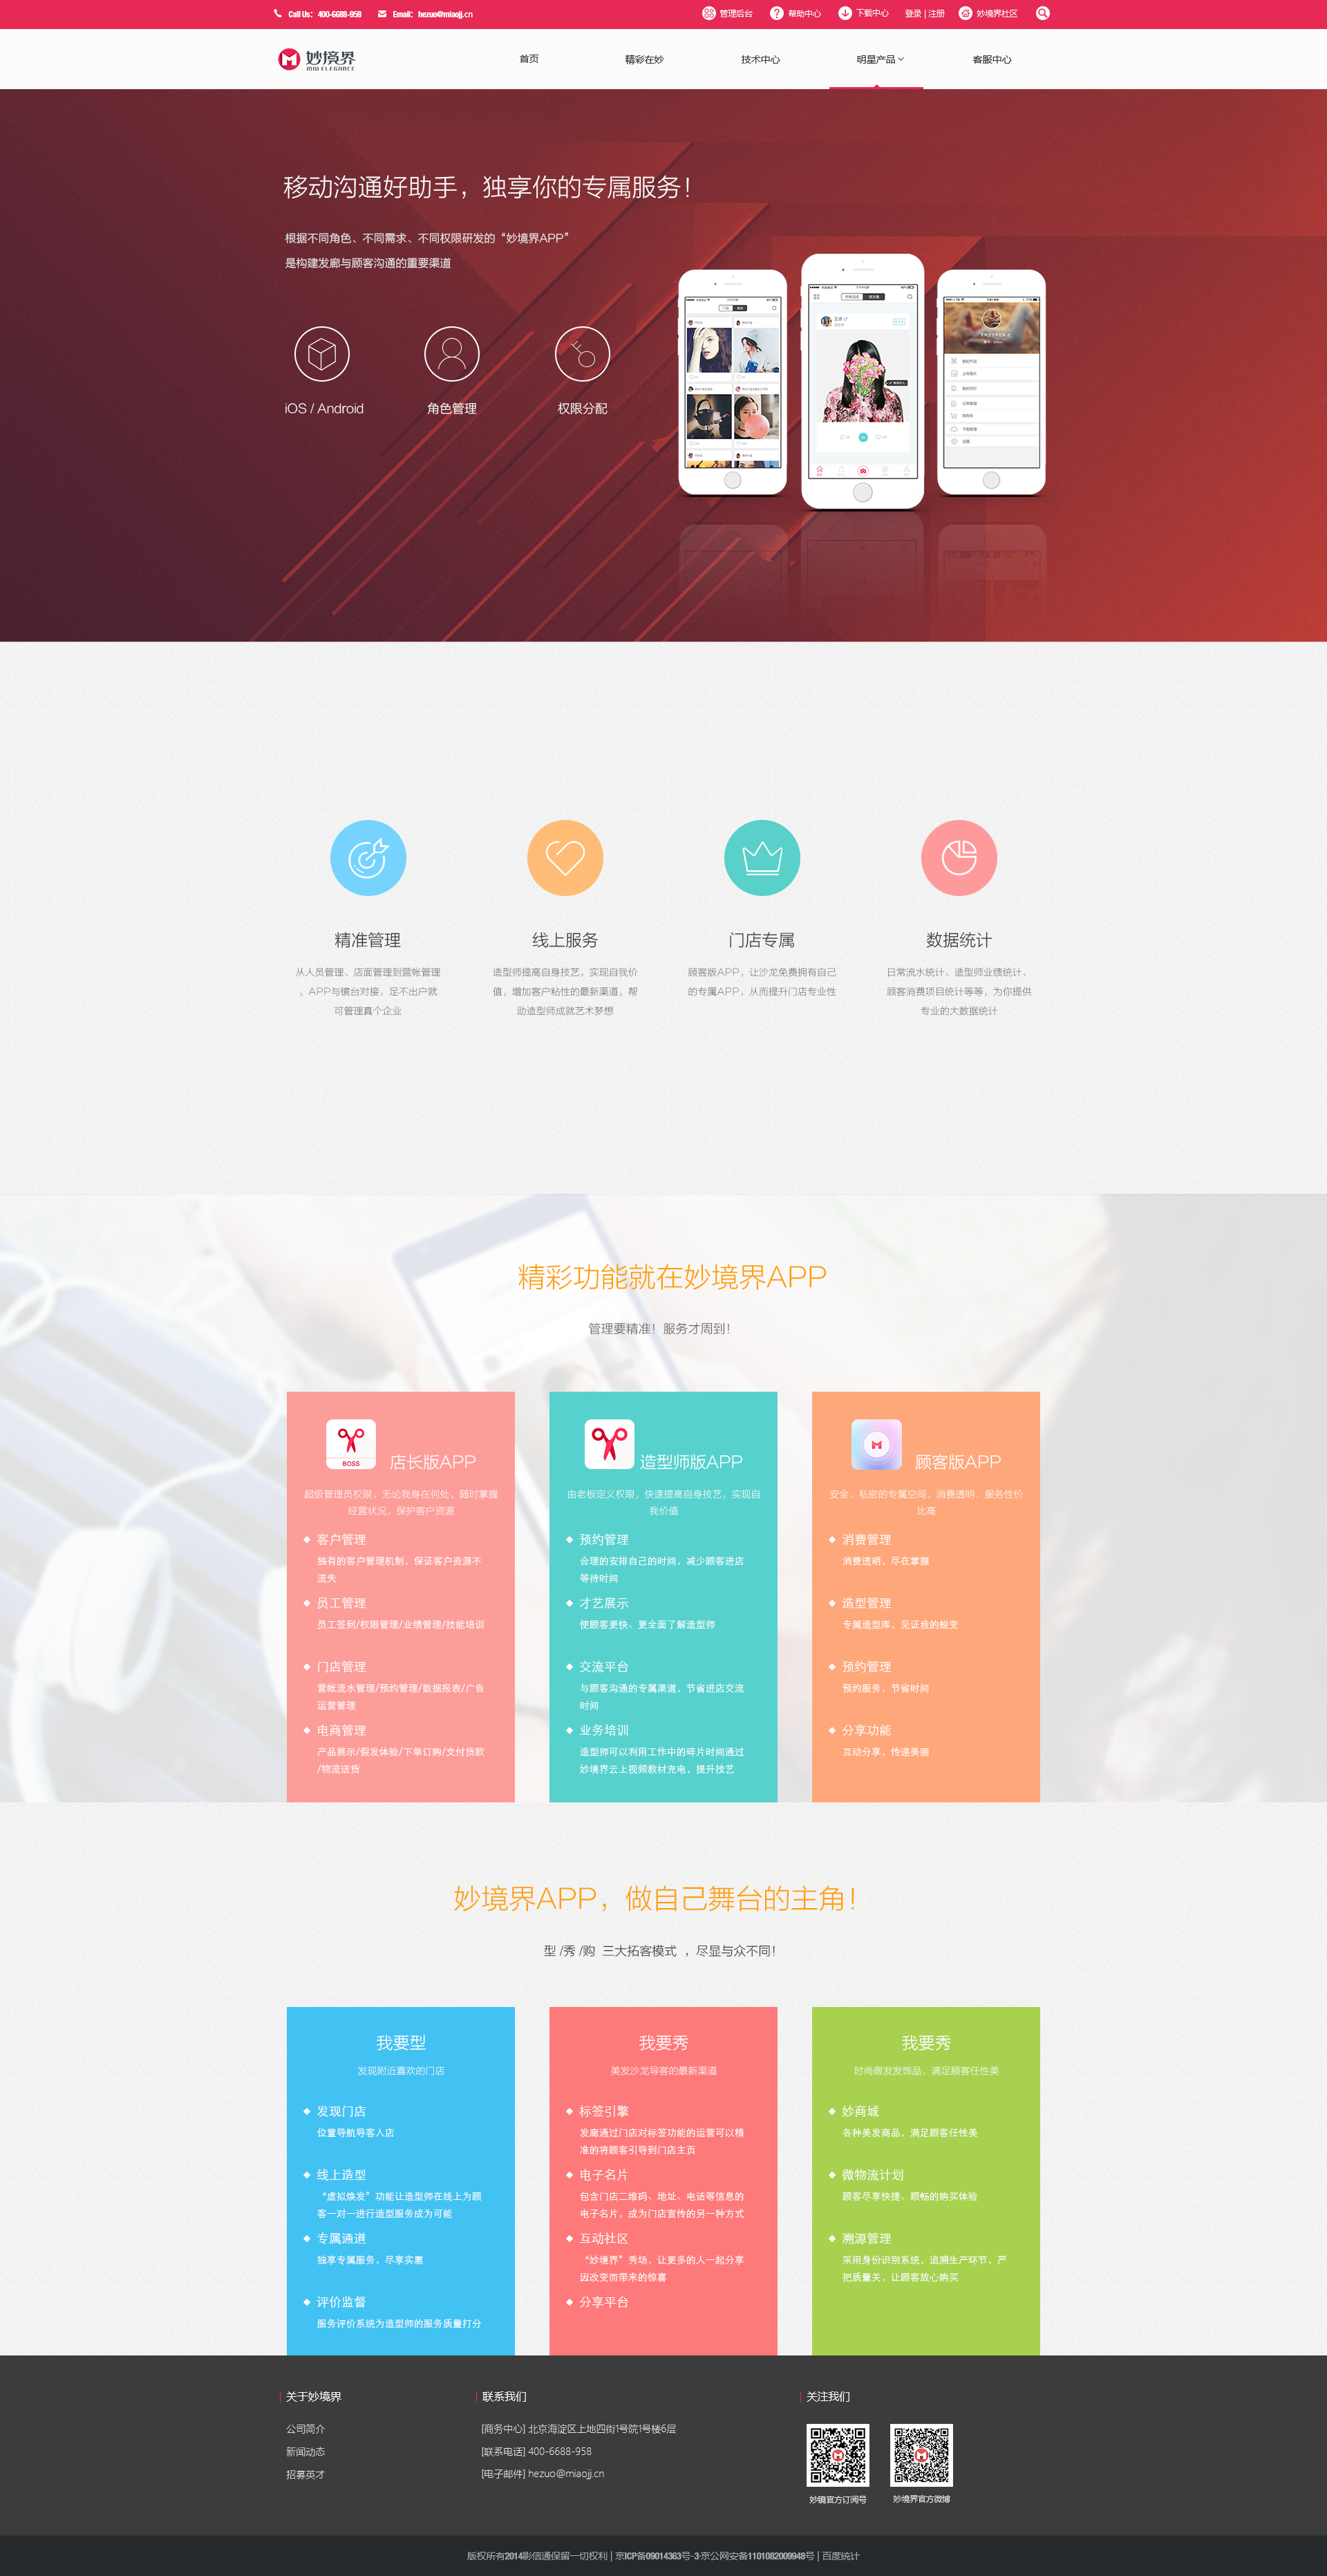 Call Us: 400-6688-958
Email: hezuo@miaojj.cn
管理后台
帮助中心
下载中心
登录 | 注册
妙境界社区
妙境界
MIII ELEGANCE
首页
精彩在妙
技术中心
明星产品
客服中心
移动沟通好助手，独享你的专属服务！
根据不同角色、不同需求、不同权限研发的“妙境界APP”
是构建发廊与顾客沟通的重要渠道
iOS / Android
角色管理
权限分配
精准管理
从人员管理、店面管理到营帐管理
，APP与镜台对接，足不出户就
可管理真个企业
线上服务
造型师提高自身技艺，实现自我价
值，增加客户粘性的最新渠道，帮
助造型师成就艺术梦想
门店专属
顾客版APP，让沙龙免费拥有自己
的专属APP，从而提升门店专业性
数据统计
日常流水统计、造型师业绩统计、
顾客消费项目统计等等，为你提供
专业的大数据统计
精彩功能就在妙境界APP
管理要精准！服务才周到！
BOSS
店长版APP
超级管理员权限，无论我身在何处，随时掌握
经营状况，保护客户资源
客户管理
独有的客户管理机制，保证客户资源不
流失
员工管理
员工签到/权限管理/业绩管理/技能培训
门店管理
营帐流水管理/预约管理/数据报表/广告
运营管理
电商管理
产品展示/假发体验/下单订购/支付货款
/物流送货
造型师版APP
由老板定义权限，快速提高自身技艺，实现自
我价值
预约管理
合理的安排自己的时间，减少顾客进店
等待时间
才艺展示
使顾客更快、更全面了解造型师
交流平台
与顾客沟通的专属渠道，节省进店交流
时间
业务培训
造型师可以利用工作中的碎片时间通过
妙境界云上视频教材充电，提升技艺
顾客版APP
安全、私密的专属空间，消费透明，服务性价
比高
消费管理
消费透明，尽在掌握
造型管理
专属造型库，见证我的蜕变
预约管理
预约服务，节省时间
分享功能
互动分享，传递美丽
妙境界APP，做自己舞台的主角！
型 /秀 /购 三大拓客模式 ，尽显与众不同！
我要型
发现附近喜欢的门店
发现门店
位置导航导客人店
线上造型
“虚拟焕发”功能让造型师在线上为顾
客一对一进行造型服务成为可能
专属通道
独享专属服务，尽享实惠
评价监督
服务评价系统为造型师的服务质量打分
我要秀
美发沙龙导客的最新渠道
标签引擎
发廊通过门店对标签功能的运营可以精
准的将顾客引导到门店主页
电子名片
包含门店二维码、地址、电话等信息的
电子名片，成为门店宣传的另一种方式
互动社区
“妙境界”秀场，让更多的人一起分享
因改变而带来的惊喜
分享平台
我要秀
时尚假发发饰品，满足顾客任性美
妙商城
各种美发商品，满足顾客任性美
微物流计划
顾客尽享快捷、顺畅的购买体验
溯源管理
采用身份识别系统，追溯生产环节，严
把质量关，让顾客放心购买
关于妙境界
公司简介
新闻动态
招募英才
联系我们
[商务中心] 北京海淀区上地四街1号院1号楼6层
[联系电话] 400-6688-958
[电子邮件] hezuo@miaojj.cn
关注我们
妙镜官方订阅号
妙境界官方微博
版权所有2014影信通保留一切权利 | 京ICP备09014363号-3·京公网安备1101082009948号 | 百度统计